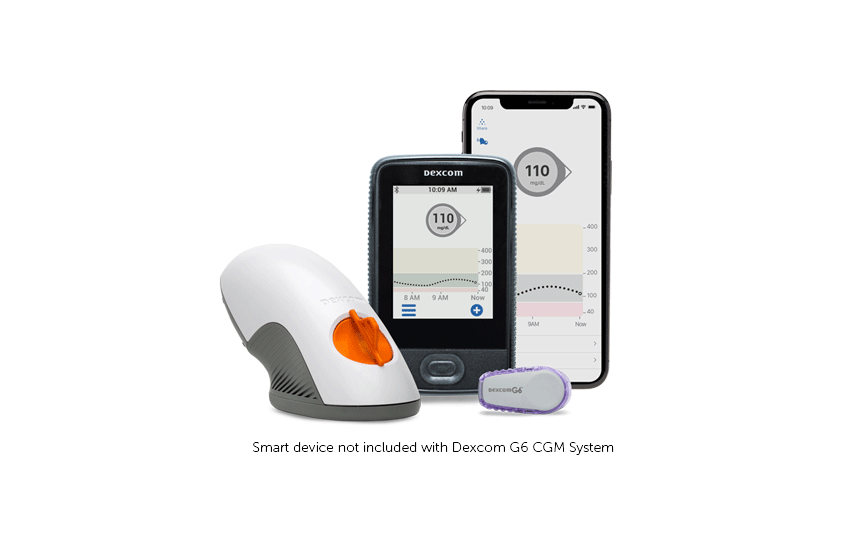 10:09
Share
110
mg/dL
400
300
200
100
40
9AM
Now
DEXCOM
10:09 AM
110
mg/dL
400
300
200
100
40
8 AM 9 AM Now
DEXCOM
DEXCOM G6
Smart device not included with Dexcom G6 CGM System